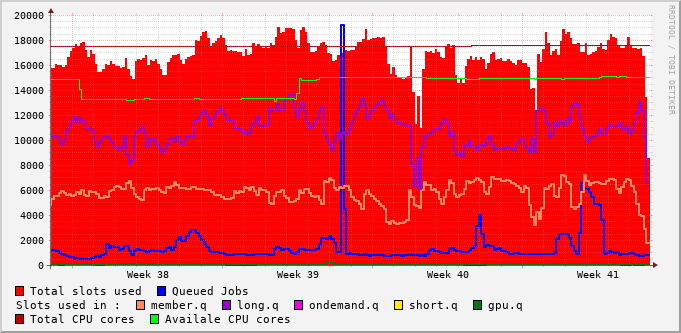 RRDTOOL / TOBI OETIKER
20000
18000
16000
14000
12000
10000
8000
6000
4000
2000
0
Week 38 Week 39 Week 40 Week 41
Total slots used Queued Jobs
Slots used in : member.q long.q ondemand.q short.q gpu.q
Total CPU cores Availale CPU cores